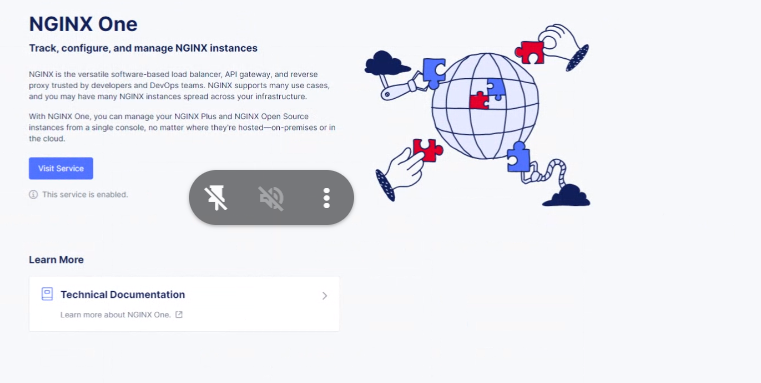 NGINX One
Track, configure, and manage NGINX instances
NGINX is the versatile software-based load balancer, API gateway, and reverse
proxy trusted by developers and DevOps teams. NGINX supports many use cases,
and you may have many NGINX instances spread across your infrastructure.
With NGINX One, you can manage your NGINX Plus and NGINX Open Source
instances from a single console, no matter where they're hosted—on-premises or in
the cloud.
Visit Service
This service is enabled.
Learn More
Technical Documentation
Learn more about NGINX One.